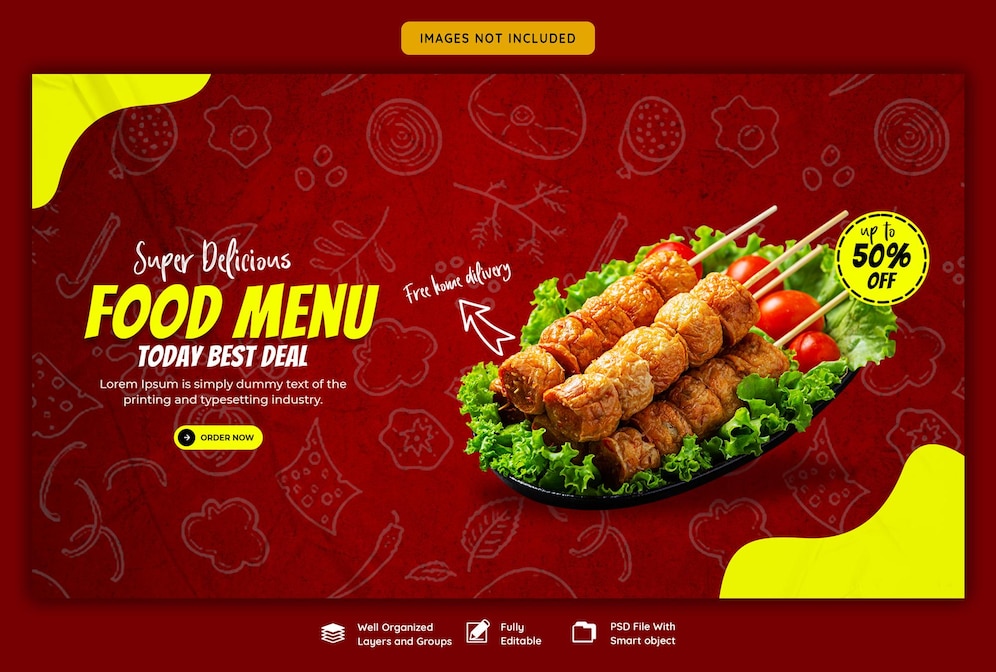 IMAGES NOT INCLUDED
Super Delicious
FOOD MENU
TODAY BEST DEAL
Lorem Ipsum is simply dummy text of the
printing and typesetting industry.
ORDER NOW
Free home dilivery
up to
50%
OFF
Well Organized
Layers and Groups
Fully
Editable
PSD File With
Smart object